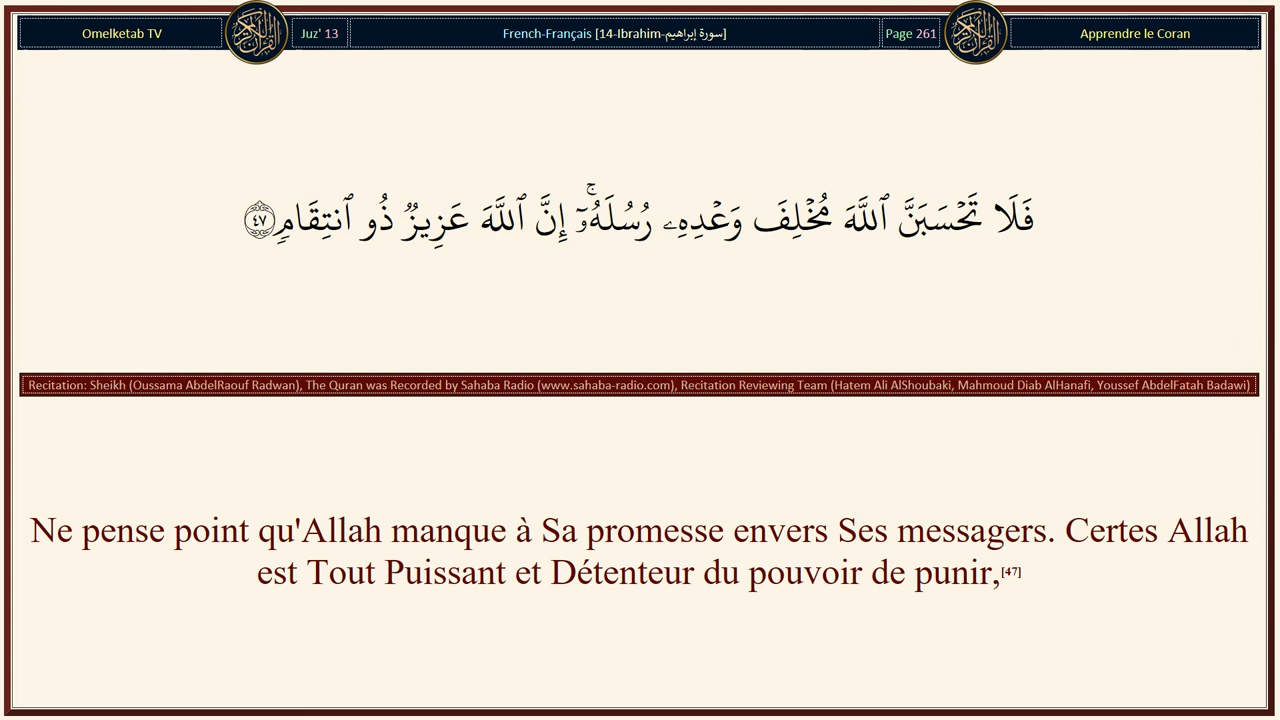 Omelketab TV
Juz' 13
French-Français [14-Ibrahim-سورة إبراهيم]
Page 261
Apprendre le Coran
فَلَا تَحۡسَبَنَّ ٱللَّهَ مُخۡلِفَ وَعۡدِهِۦ رُسُلَهُۥٓۚ إِنَّ ٱللَّهَ عَزِيزٞ ذُو ٱنتِقَامٖ ٤٧
Recitation: Sheikh (Oussama AbdelRaouf Radwan), The Quran was Recorded by Sahaba Radio (www.sahaba-radio.com), Recitation Reviewing Team (Hatem Ali AlShoubaki, Mahmoud Diab AlHanafi, Youssef AbdelFatah Badawi)
Ne pense point qu'Allah manque à Sa promesse envers Ses messagers. Certes Allah
est Tout Puissant et Détenteur du pouvoir de punir,[47]